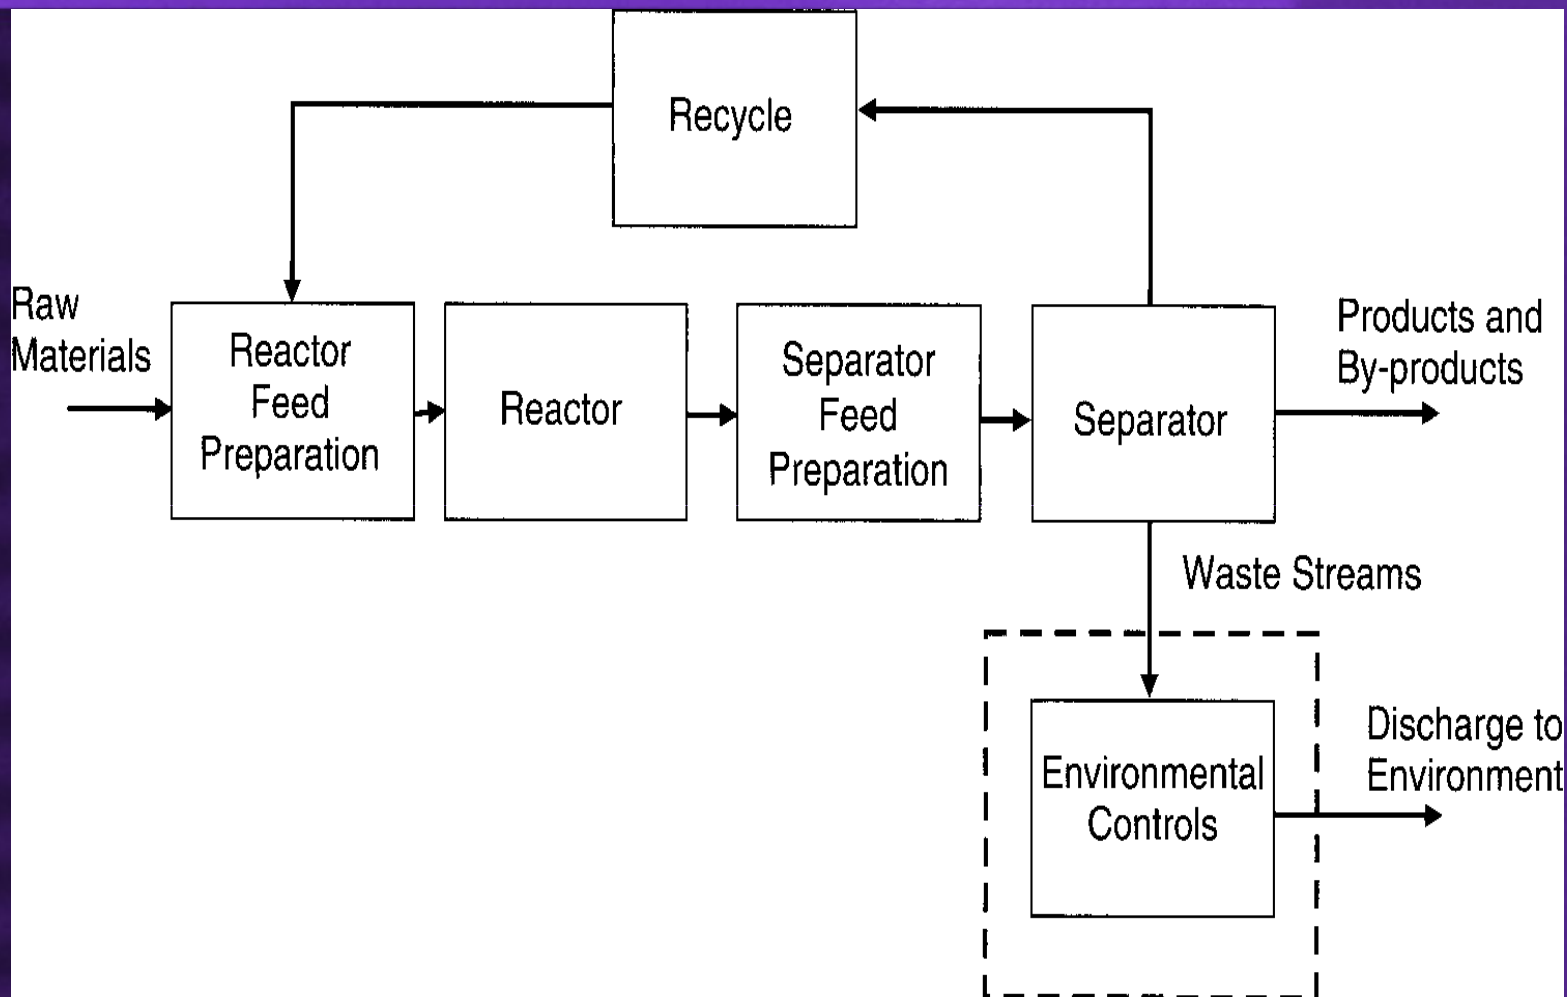 Recycle
Raw
Materials
Reactor
Feed
Preparation
Reactor
Separator
Feed
Preparation
Separator
Products and
By-products
Waste Streams
Environmental
Controls
Discharge to
Environment